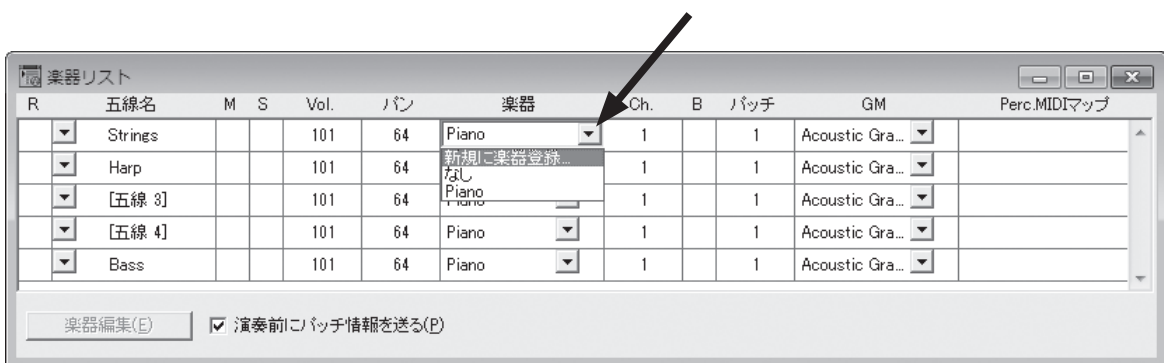 楽器リスト
R 五線名 M S Vol. パン 楽器 Ch. B パッチ GM Perc.MIDIマップ
Strings 101 64 Piano 1 1 Acoustic Gra...
新規に楽器登録...
なし
Piano
Harp 101 64 1 1 Acoustic Gra...
[五線 3] 101 64 Piano 1 1 Acoustic Gra...
[五線 4] 101 64 Piano 1 1 Acoustic Gra...
Bass 101 64 Piano 1 1 Acoustic Gra...
楽器編集(E) 演奏前にパッチ情報を送る(P)